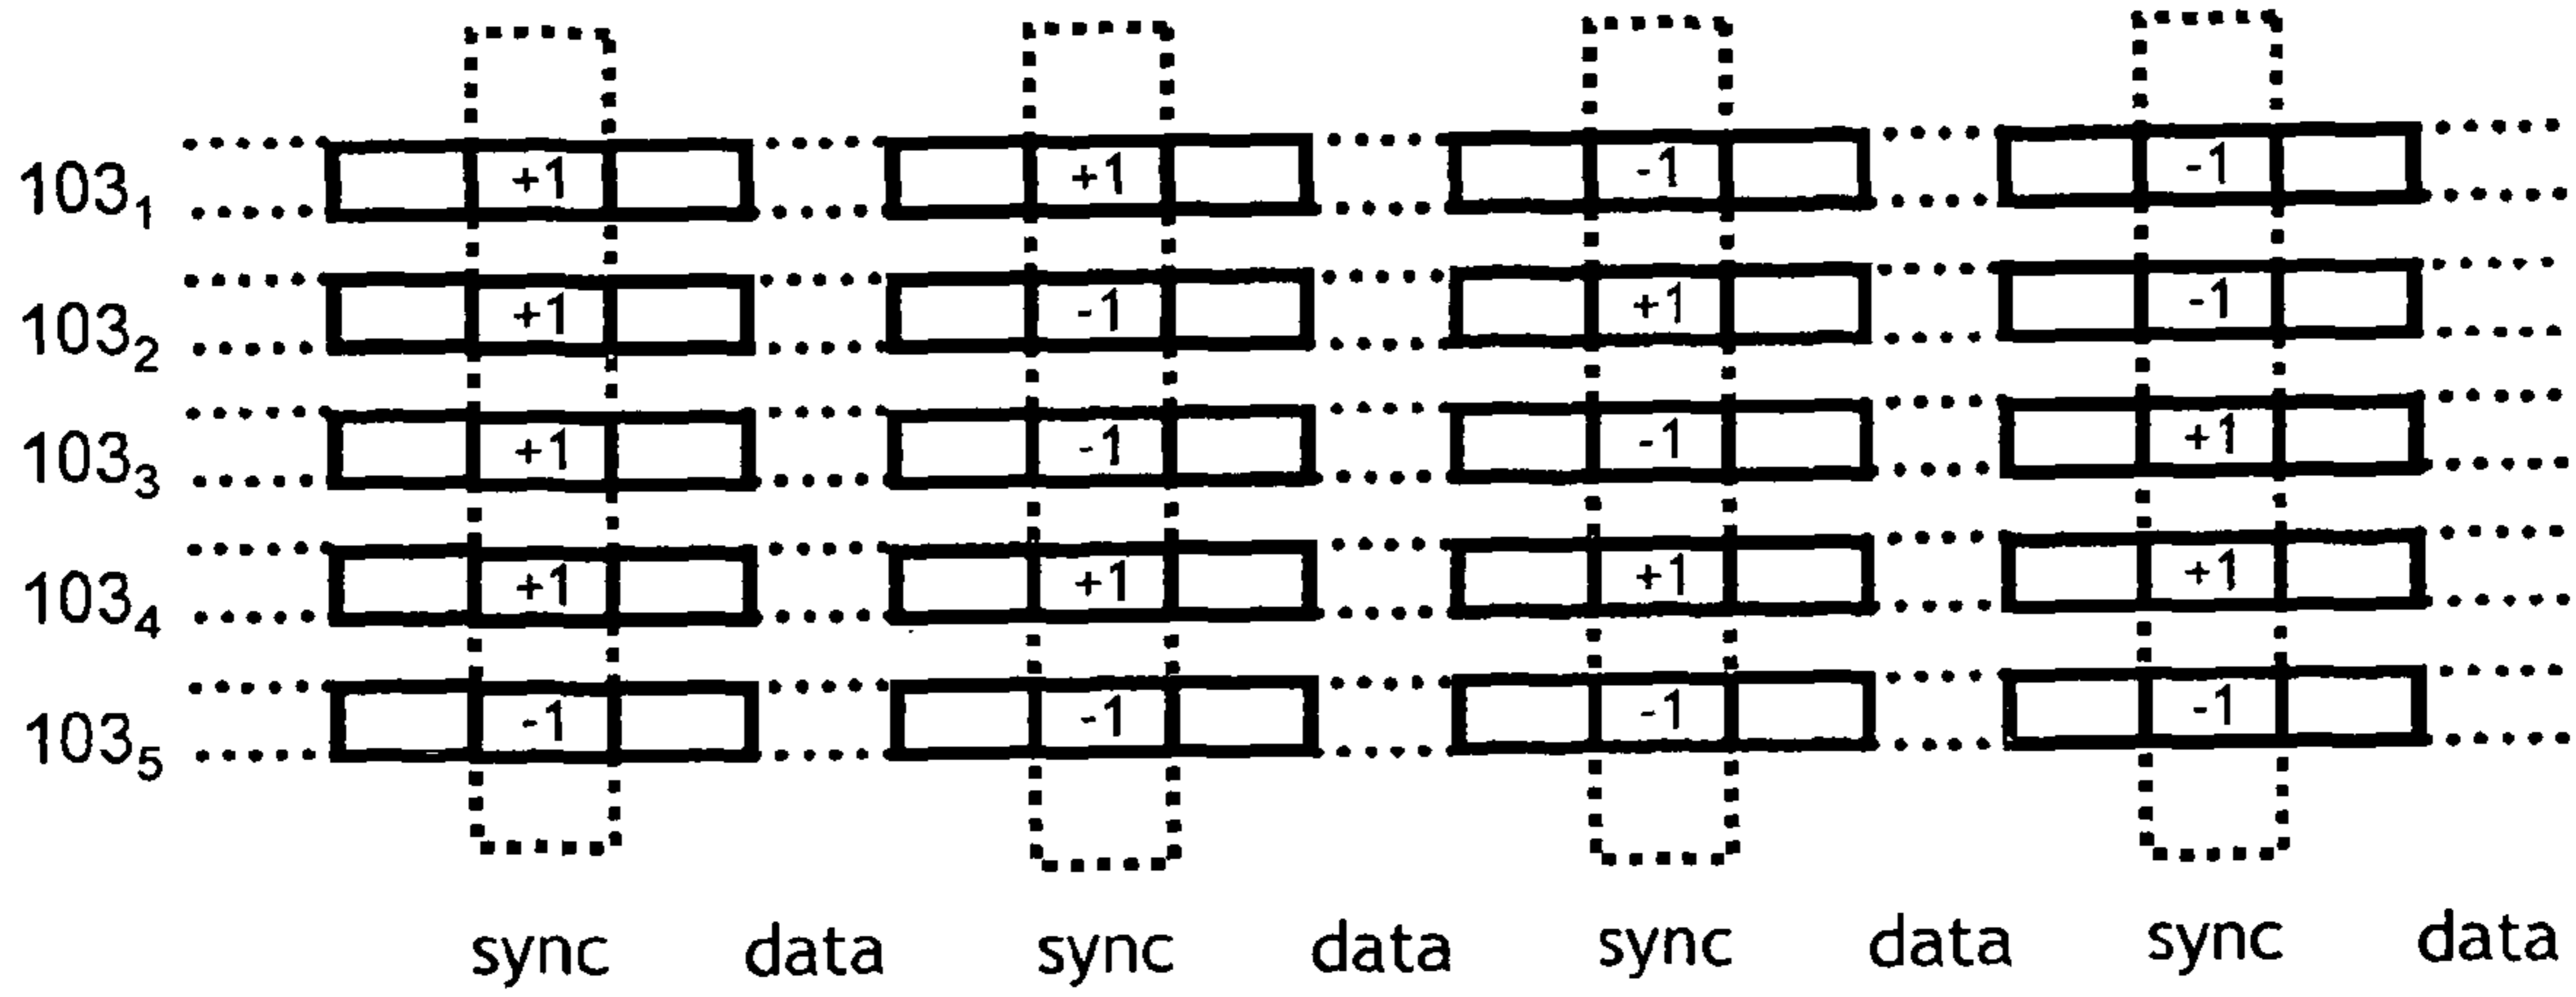 103₁ +1 +1 -1 -1
103₂ +1 -1 +1 -1
103₃ +1 -1 -1 +1
103₄ +1 +1 +1 +1
103₅ -1 -1 -1 -1
sync data sync data sync data sync data